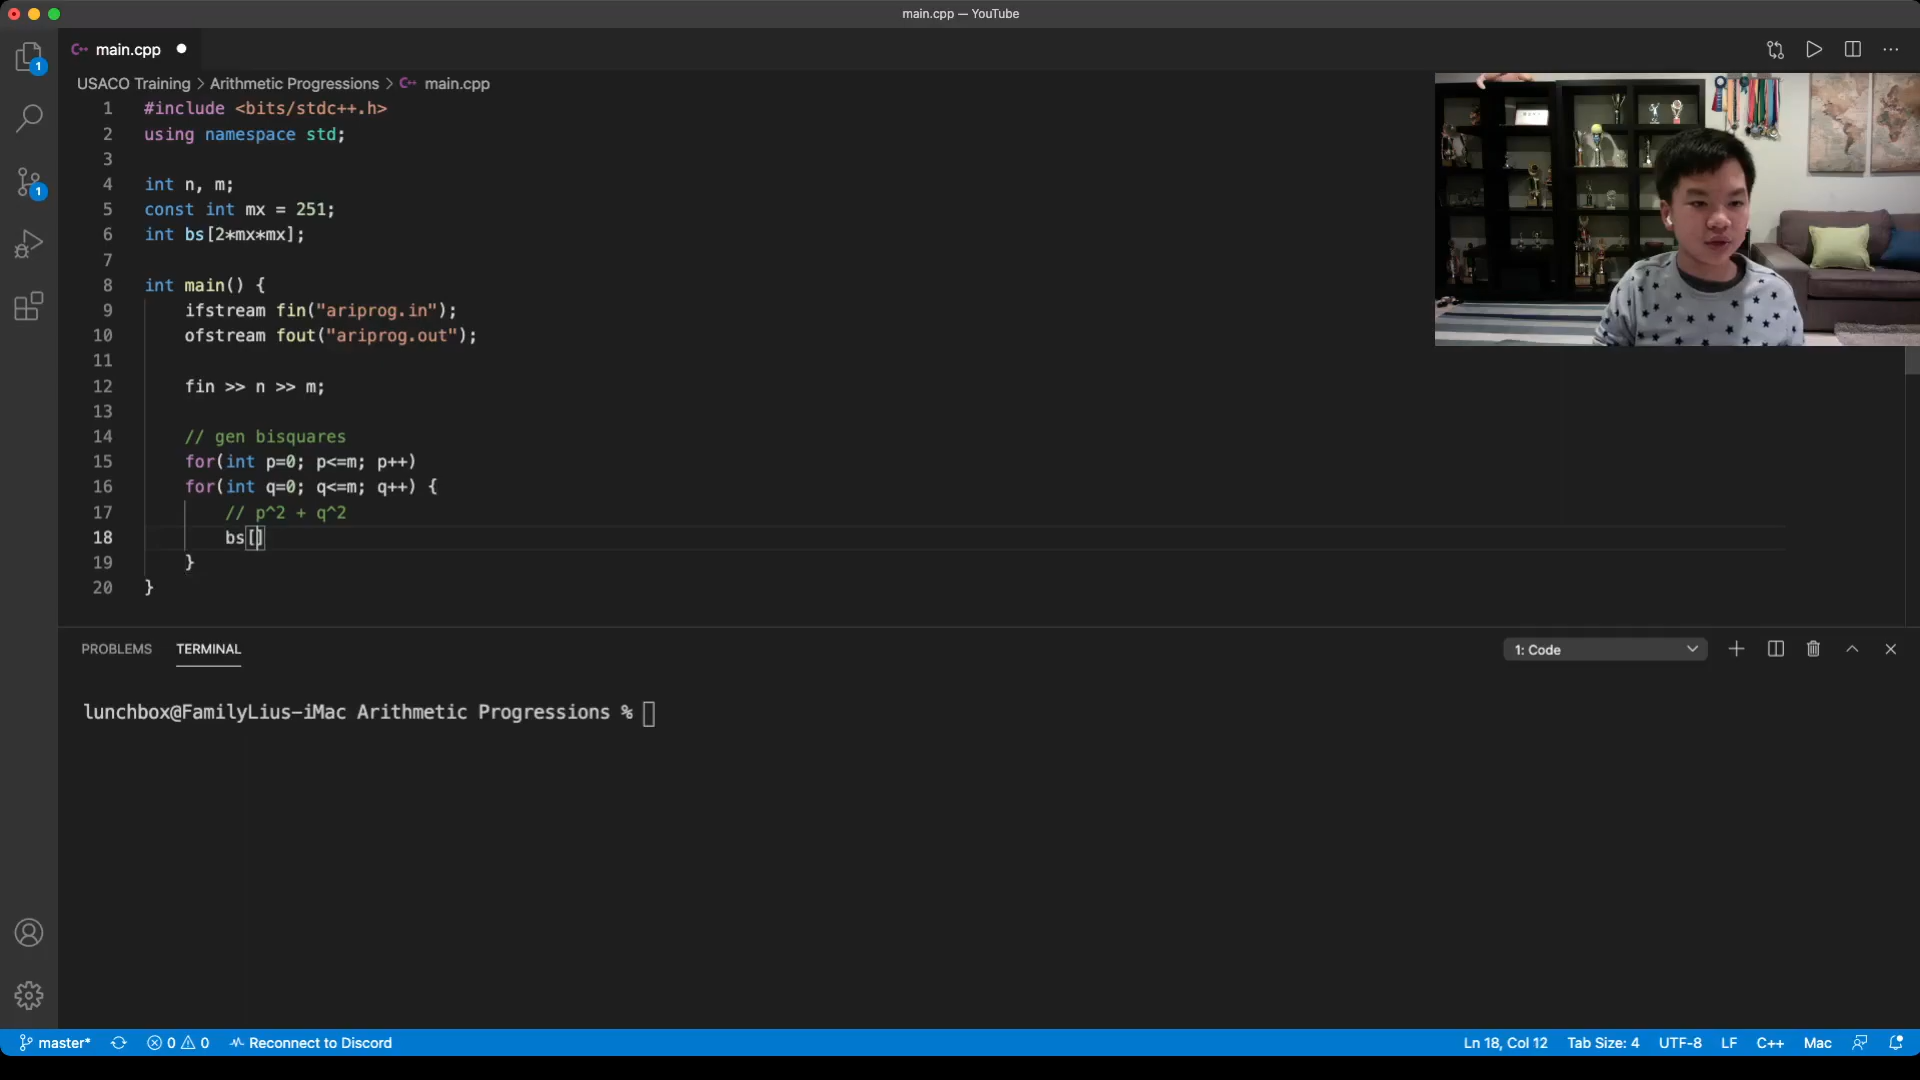 main.cpp — YouTube
main.cpp
USACO Training > Arithmetic Progressions > main.cpp
1 #include <bits/stdc++.h>
2 using namespace std;
3
4 int n, m;
5 const int mx = 251;
6 int bs[2*mx*mx];
7
8 int main() {
9 ifstream fin("ariprog.in");
10 ofstream fout("ariprog.out");
11
12 fin >> n >> m;
13
14 // gen bisquares
15 for(int p=0; p<=m; p++)
16 for(int q=0; q<=m; q++) {
17 // p^2 + q^2
18 bs[]
19 }
20 }
1
1
PROBLEMS TERMINAL
1: Code
lunchbox@FamilyLius-iMac Arithmetic Progressions %
master* 0 0 Reconnect to Discord
Ln 18, Col 12 Tab Size: 4 UTF-8 LF C++ Mac